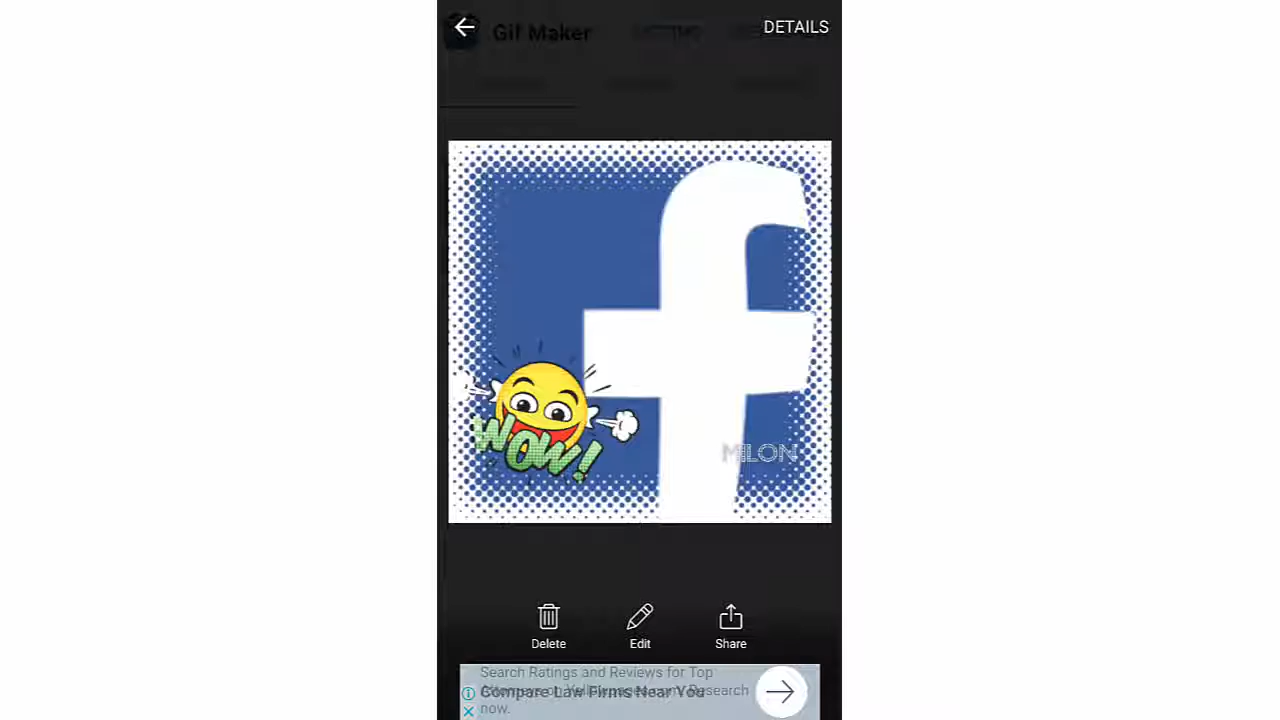 Gif Maker
DETAILS
f
WOW!
MILON
Delete
Edit
Share
Search Ratings and Reviews for Top
Compare Law Firms Near You
Research
now.